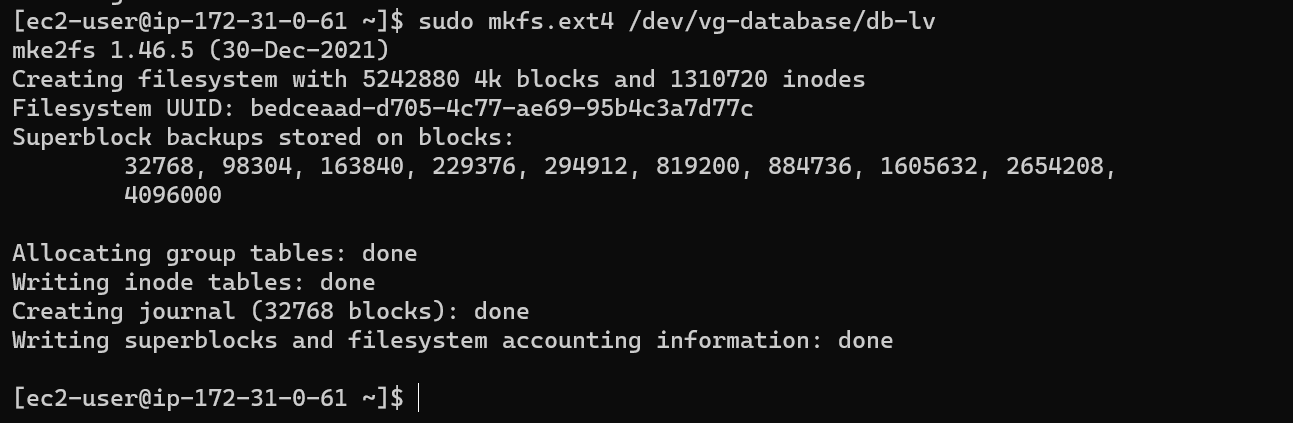 [ec2-user@ip-172-31-0-61 ~]$ sudo mkfs.ext4 /dev/vg-database/db-lv
mke2fs 1.46.5 (30-Dec-2021)
Creating filesystem with 5242880 4k blocks and 1310720 inodes
Filesystem UUID: bedceaad-d705-4c77-ae69-95b4c3a7d77c
Superblock backups stored on blocks:
32768, 98304, 163840, 229376, 294912, 819200, 884736, 1605632, 2654208,
4096000
Allocating group tables: done
Writing inode tables: done
Creating journal (32768 blocks): done
Writing superblocks and filesystem accounting information: done
[ec2-user@ip-172-31-0-61 ~]$